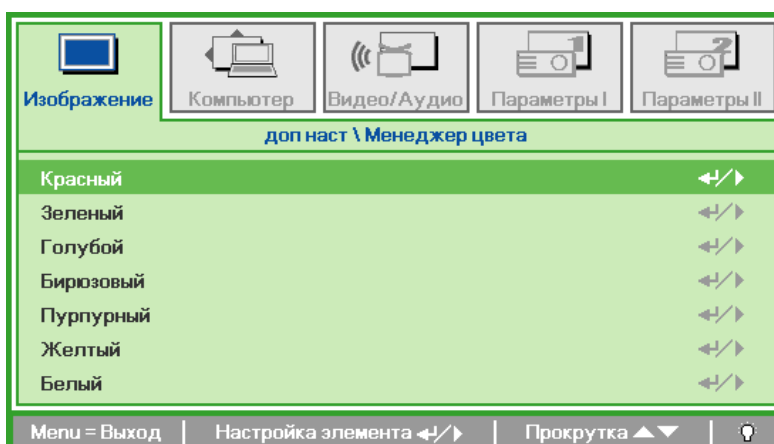 Изображение Компьютер Видео/Аудио Параметры I Параметры II
доп наст \ Менеджер цвета
Красный
Зеленый
Голубой
Бирюзовый
Пурпурный
Желтый
Белый
Menu = Выход | Настройка элемента / | Прокрутка